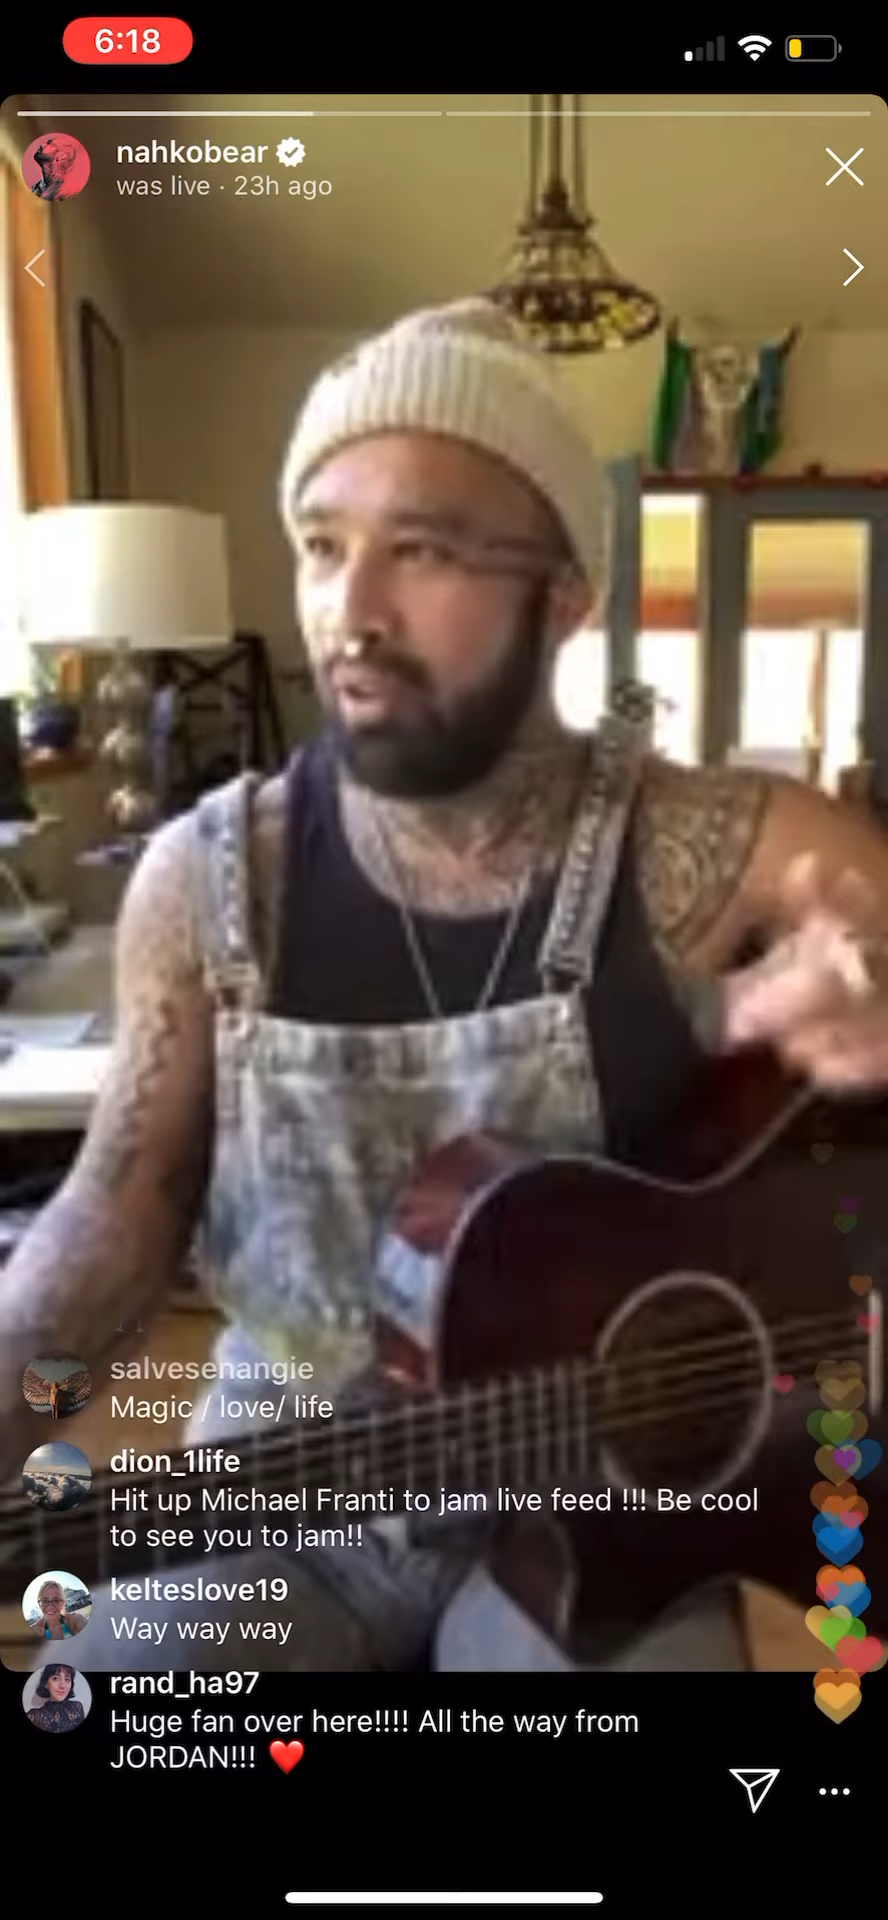 6:18
nahkobear
was live · 23h ago
salvesenangie
Magic / love/ life
dion_1life
Hit up Michael Franti to jam live feed !!! Be cool
to see you to jam!!
kelteslove19
Way way way
rand_ha97
Huge fan over here!!!! All the way from
JORDAN!!! ❤️